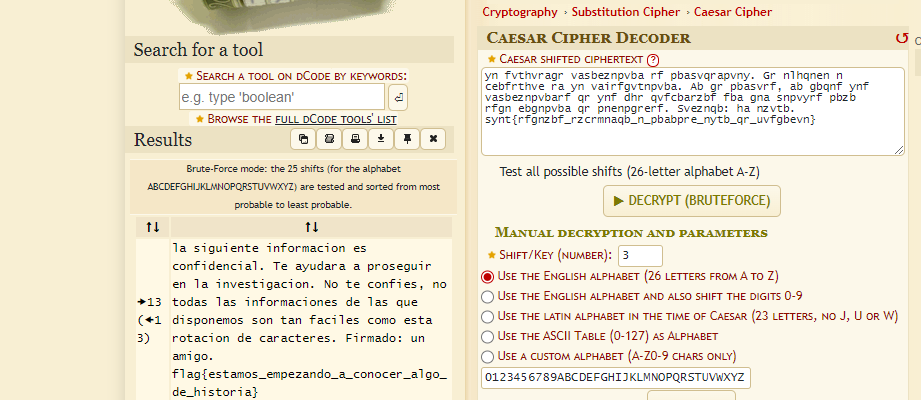 Search for a tool
★ SEARCH A TOOL ON DCODE BY KEYWORDS:
e.g. type 'boolean'
★ BROWSE THE FULL DCODE TOOLS' LIST
Results
Brute-Force mode: the 25 shifts (for the alphabet
ABCDEFGHIJKLMNOPQRSTUVWXYZ) are tested and sorted from most
probable to least probable.
↑↓ ↑↓
➔13 (🡸13)
la siguiente informacion es
confidencial. Te ayudara a proseguir
en la investigacion. No te confies, no
todas las informaciones de las que
disponemos son tan faciles como esta
rotacion de caracteres. Firmado: un
amigo.
flag{estamos_empezando_a_conocer_algo_
de_historia}
Cryptography › Substitution Cipher › Caesar Cipher
CAESAR CIPHER DECODER
★ CAESAR SHIFTED CIPHERTEXT ?
yn fvthvragr vasbeznpvba rf pbasvqrapvny. Gr nlhqnen n
cebfrthve ra yn vairfgvtnpvba. Ab gr pbasvrf, ab gbqnf ynf
vasbeznpvbarf qr ynf dhr qvfcbarzbf fba gna snpvyrf pbzb
rfgn ebgnpvba qr pnenpgrerf. Sveznqb: ha nzvtb.
synt{rfgnzbf_rzcrmnaqb_n_pbabpre_nytb_qr_uvfgbevn}
Test all possible shifts (26-letter alphabet A-Z)
▶ DECRYPT (BRUTEFORCE)
MANUAL DECRYPTION AND PARAMETERS
★ SHIFT/KEY (NUMBER): 3
USE THE ENGLISH ALPHABET (26 LETTERS FROM A TO Z)
USE THE ENGLISH ALPHABET AND ALSO SHIFT THE DIGITS 0-9
USE THE LATIN ALPHABET IN THE TIME OF CAESAR (23 LETTERS, NO J, U OR W)
USE THE ASCII TABLE (0-127) AS ALPHABET
USE A CUSTOM ALPHABET (A-Z0-9 CHARS ONLY)
0123456789ABCDEFGHIJKLMNOPQRSTUVWXYZ